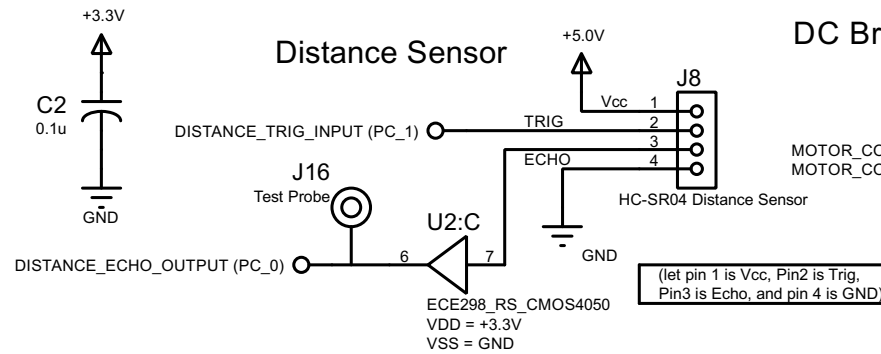 +3.3V
C2
0.1u
GND
Distance Sensor
+5.0V
DC Br
J8
Vcc
1
DISTANCE_TRIG_INPUT (PC_1)
TRIG
2
3
ECHO
4
MOTOR_CO
MOTOR_CO
HC-SR04 Distance Sensor
J16
Test Probe
U2:C
GND
DISTANCE_ECHO_OUTPUT (PC_0)
6
7
ECE298_RS_CMOS4050
VDD = +3.3V
VSS = GND
(let pin 1 is Vcc, Pin2 is Trig,
Pin3 is Echo, and pin 4 is GND)